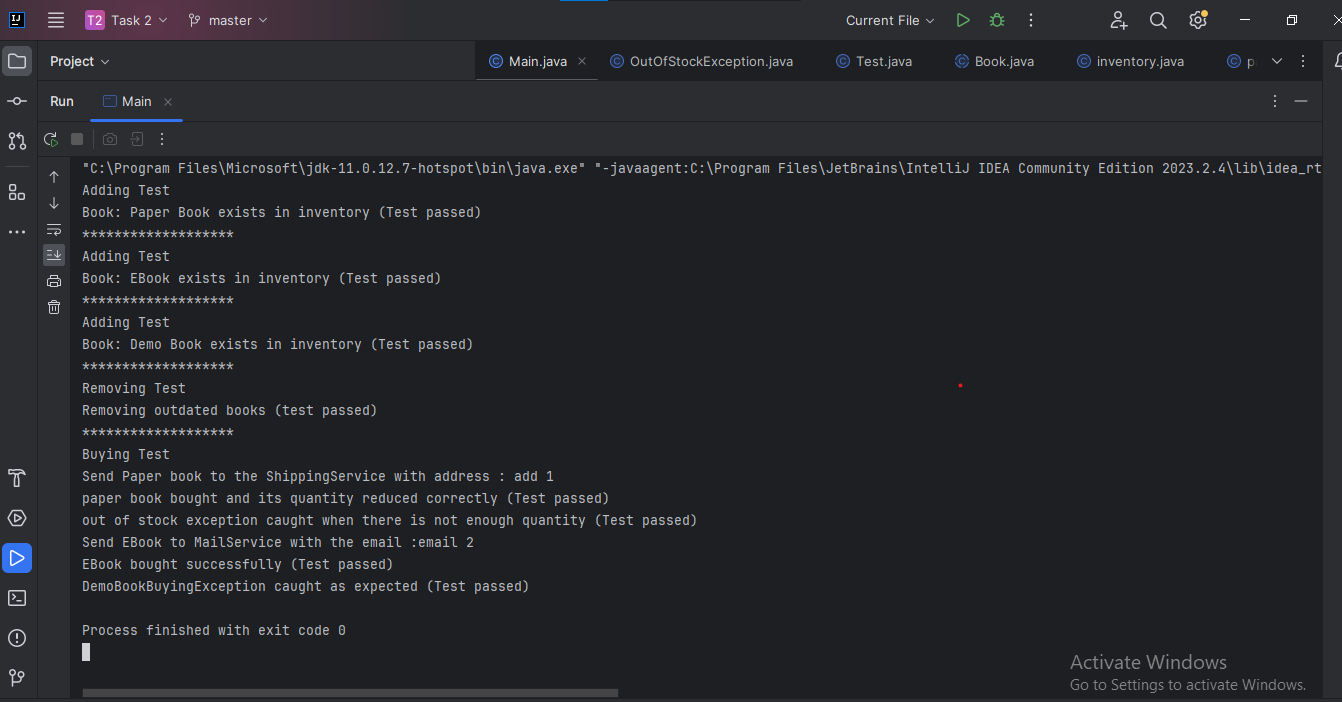 T2 Task 2 master Current File
Project Main.java OutOfStockException.java Test.java Book.java inventory.java
Run Main
"C:\Program Files\Microsoft\jdk-11.0.12.7-hotspot\bin\java.exe" "-javaagent:C:\Program Files\JetBrains\IntelliJ IDEA Community Edition 2023.2.4\lib\idea_rt
Adding Test
Book: Paper Book exists in inventory (Test passed)
*******************
Adding Test
Book: EBook exists in inventory (Test passed)
*******************
Adding Test
Book: Demo Book exists in inventory (Test passed)
*******************
Removing Test
Removing outdated books (test passed)
*******************
Buying Test
Send Paper book to the ShippingService with address : add 1
paper book bought and its quantity reduced correctly (Test passed)
out of stock exception caught when there is not enough quantity (Test passed)
Send EBook to MailService with the email :email 2
EBook bought successfully (Test passed)
DemoBookBuyingException caught as expected (Test passed)
Process finished with exit code 0
Activate Windows
Go to Settings to activate Windows.